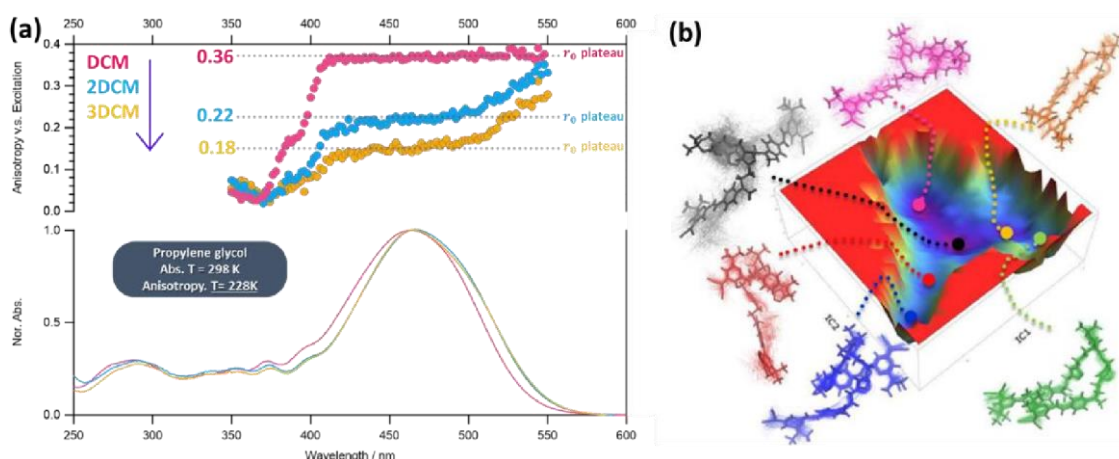 (a)
250 300 350 400 450 500 550 600
0.4
0.3
0.2
0.1
0.0
Anisotropy v.s. Excitation
DCM
2DCM
3DCM
0.36
0.22
0.18
r₀ plateau
r₀ plateau
r₀ plateau
1.0
0.5
0.0
Nor. Abs.
Propylene glycol
Abs. T = 298 K
Anisotropy. T= 228K
250 300 350 400 450 500 550 600
Wavelength / nm
(b)
IC2
IC1